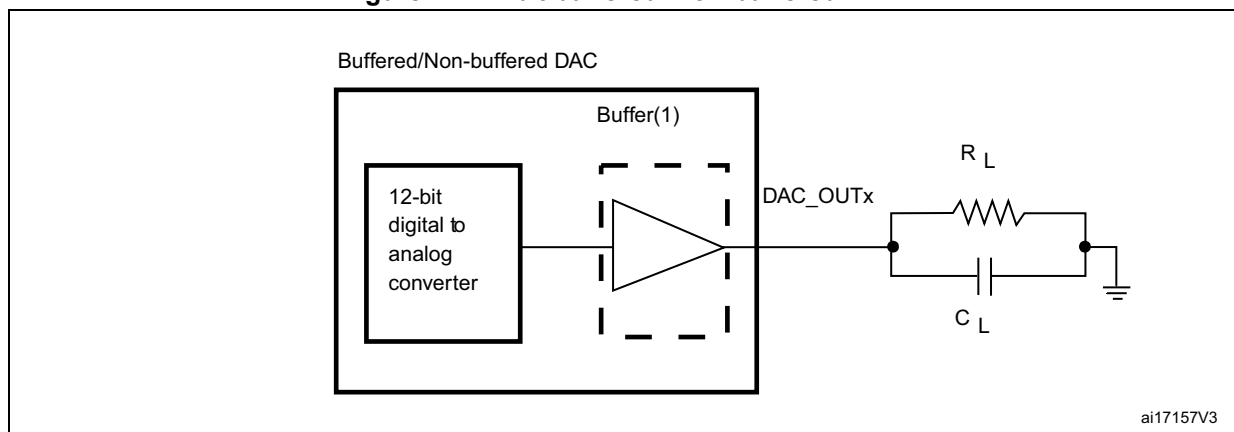 Buffered/Non-buffered DAC
Buffer(1)
12-bit
digital to
analog
converter
DAC_OUTx
R L
C L
ai17157V3